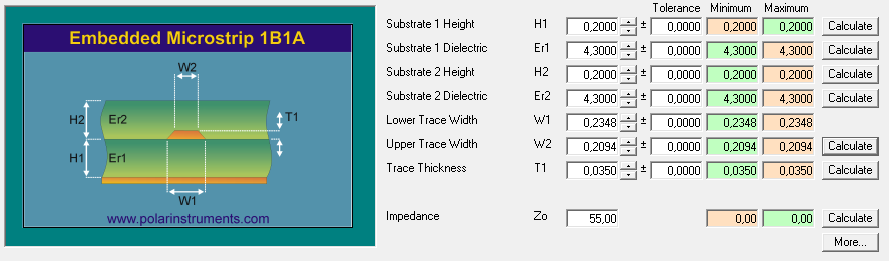 Embedded Microstrip 1B1A
W2
H2 Er2 T1
H1 Er1
W1
www.polarinstruments.com
Tolerance Minimum Maximum
Substrate 1 Height H1 0,2000 ± 0,0000 0,2000 0,2000 Calculate
Substrate 1 Dielectric Er1 4,3000 ± 0,0000 4,3000 4,3000 Calculate
Substrate 2 Height H2 0,2000 ± 0,0000 0,2000 0,2000 Calculate
Substrate 2 Dielectric Er2 4,3000 ± 0,0000 4,3000 4,3000 Calculate
Lower Trace Width W1 0,2348 ± 0,0000 0,2348 0,2348
Upper Trace Width W2 0,2094 ± 0,0000 0,2094 0,2094 Calculate
Trace Thickness T1 0,0350 ± 0,0000 0,0350 0,0350 Calculate
Impedance Zo 55,00 0,00 0,00 Calculate
More...